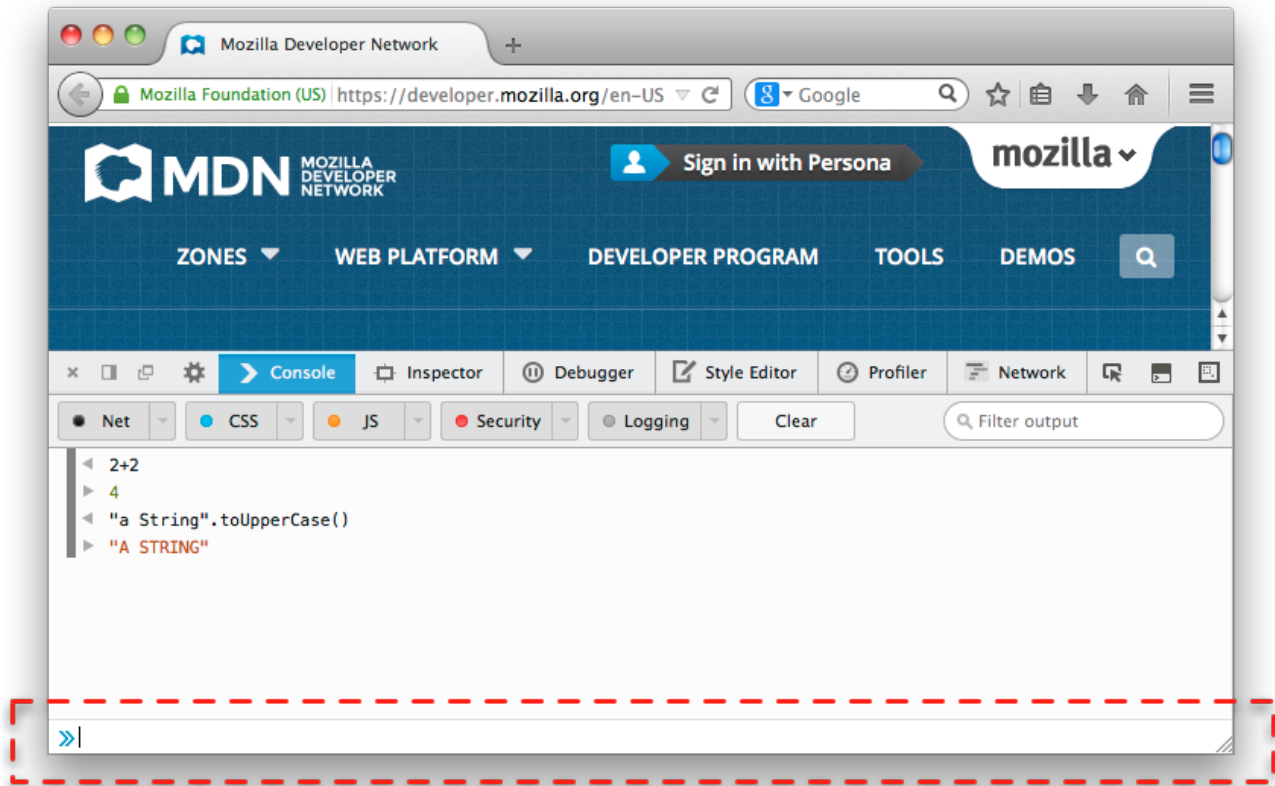 Mozilla Developer Network
Mozilla Foundation (US) https://developer.mozilla.org/en-US Google
MDN MOZILLA DEVELOPER NETWORK Sign in with Persona mozilla
ZONES WEB PLATFORM DEVELOPER PROGRAM TOOLS DEMOS
Console Inspector Debugger Style Editor Profiler Network
Net CSS JS Security Logging Clear Filter output
2+2
4
"a String".toUpperCase()
"A STRING"
»